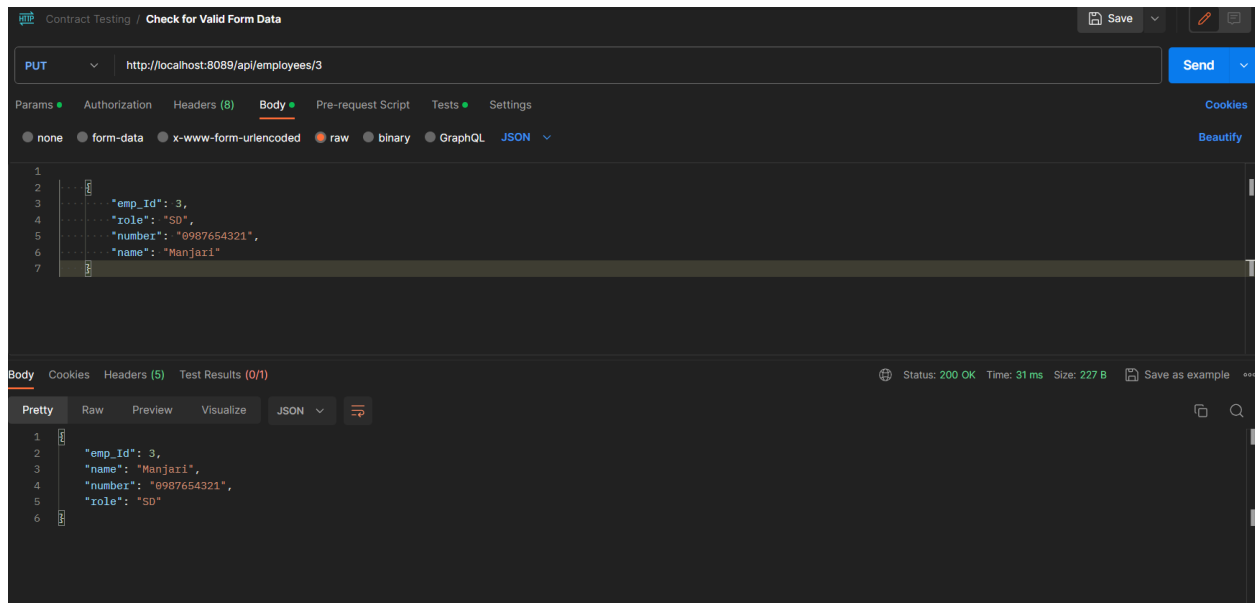 HTTP Contract Testing / Check for Valid Form Data Save
PUT http://localhost:8089/api/employees/3 Send
Params Authorization Headers (8) Body Pre-request Script Tests Settings Cookies
none form-data x-www-form-urlencoded raw binary GraphQL JSON Beautify
1
2 {
3 "emp_Id": 3,
4 "role": "SD",
5 "number": "0987654321",
6 "name": "Manjari"
7 }
Body Cookies Headers (5) Test Results (0/1) Status: 200 OK Time: 31 ms Size: 227 B Save as example
Pretty Raw Preview Visualize JSON
1 {
2 "emp_Id": 3,
3 "name": "Manjari",
4 "number": "0987654321",
5 "role": "SD"
6 }